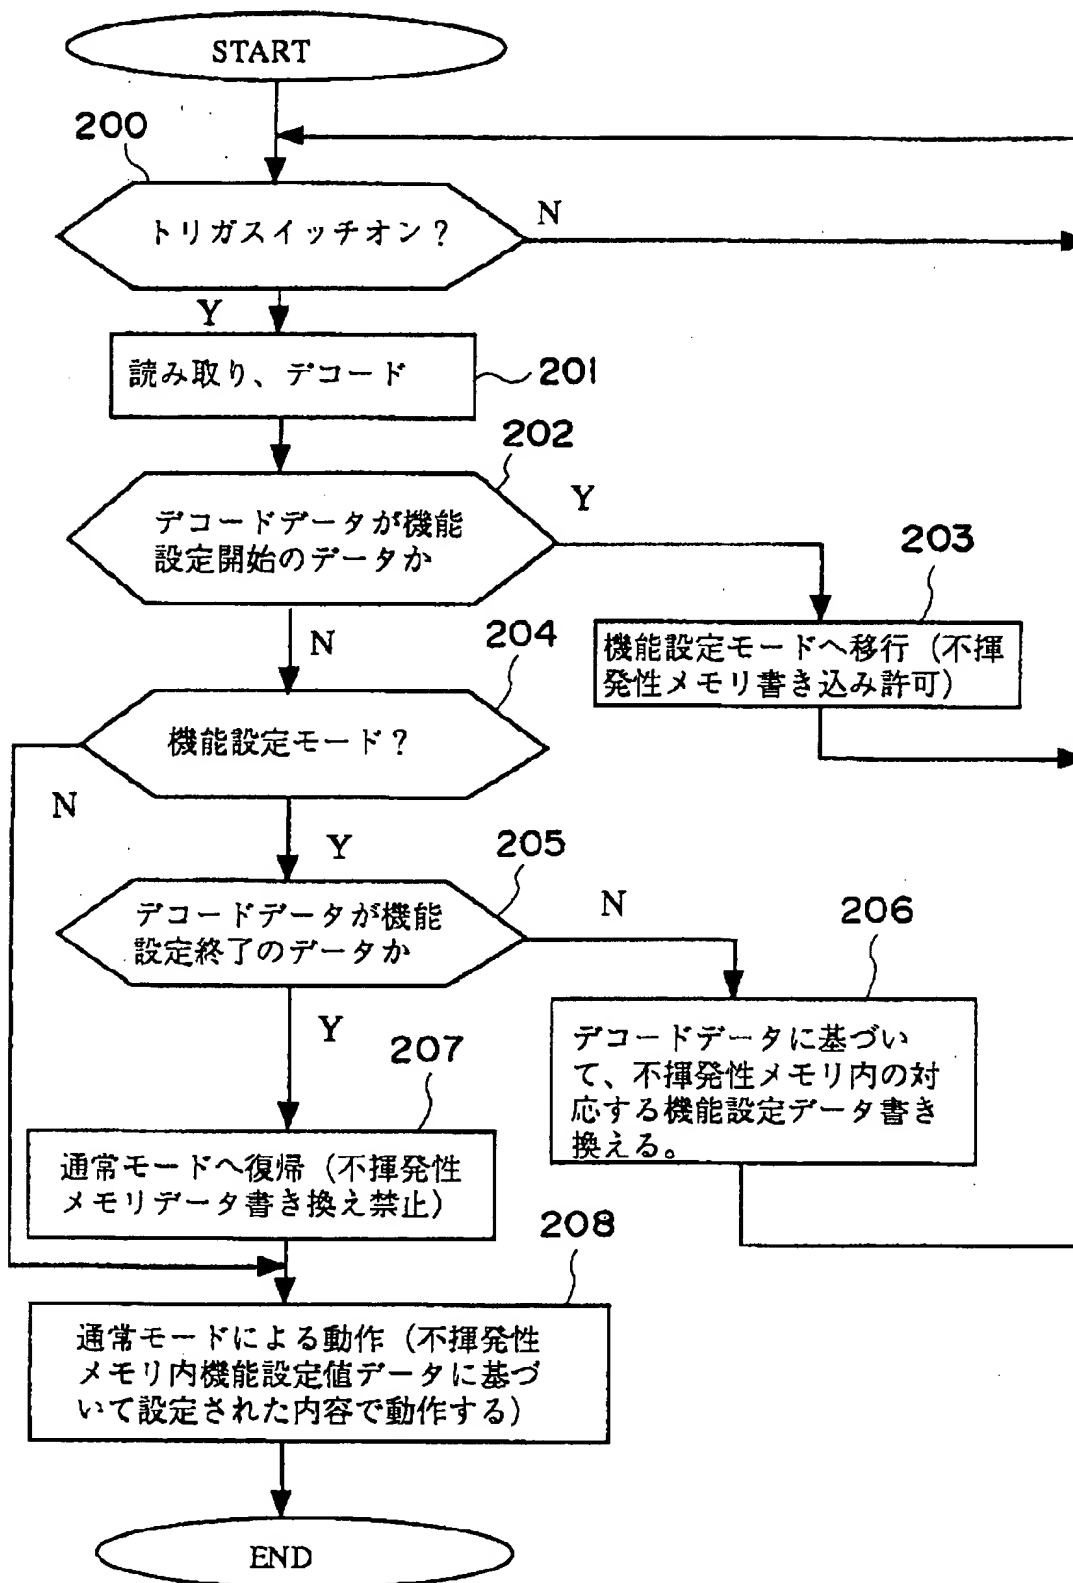 START
200
トリガスイッチオン？
N
Y
読み取り、デコード
201
202
デコードデータが機能
設定開始のデータか
Y
203
機能設定モードへ移行（不揮
発性メモリ書き込み許可）
N
204
機能設定モード？
N
Y
205
デコードデータが機能
設定終了のデータか
N
206
デコードデータに基づい
て、不揮発性メモリ内の対
応する機能設定データ書き
換える。
Y
207
通常モードへ復帰（不揮発性
メモリデータ書き換え禁止）
208
通常モードによる動作（不揮発性
メモリ内機能設定値データに基づ
いて設定された内容で動作する）
END